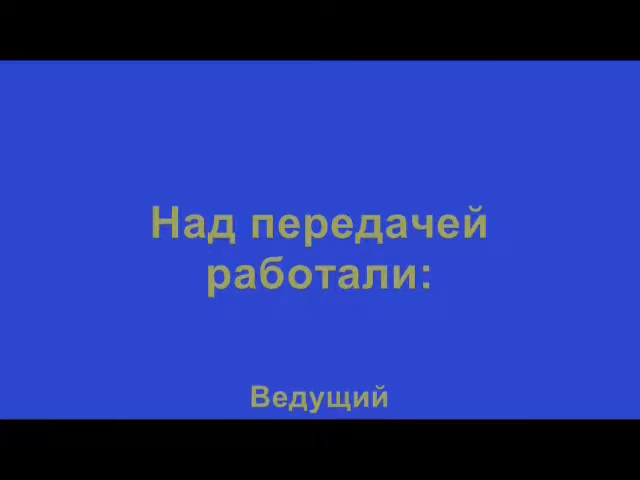 Над передачей
работали:
Ведущий